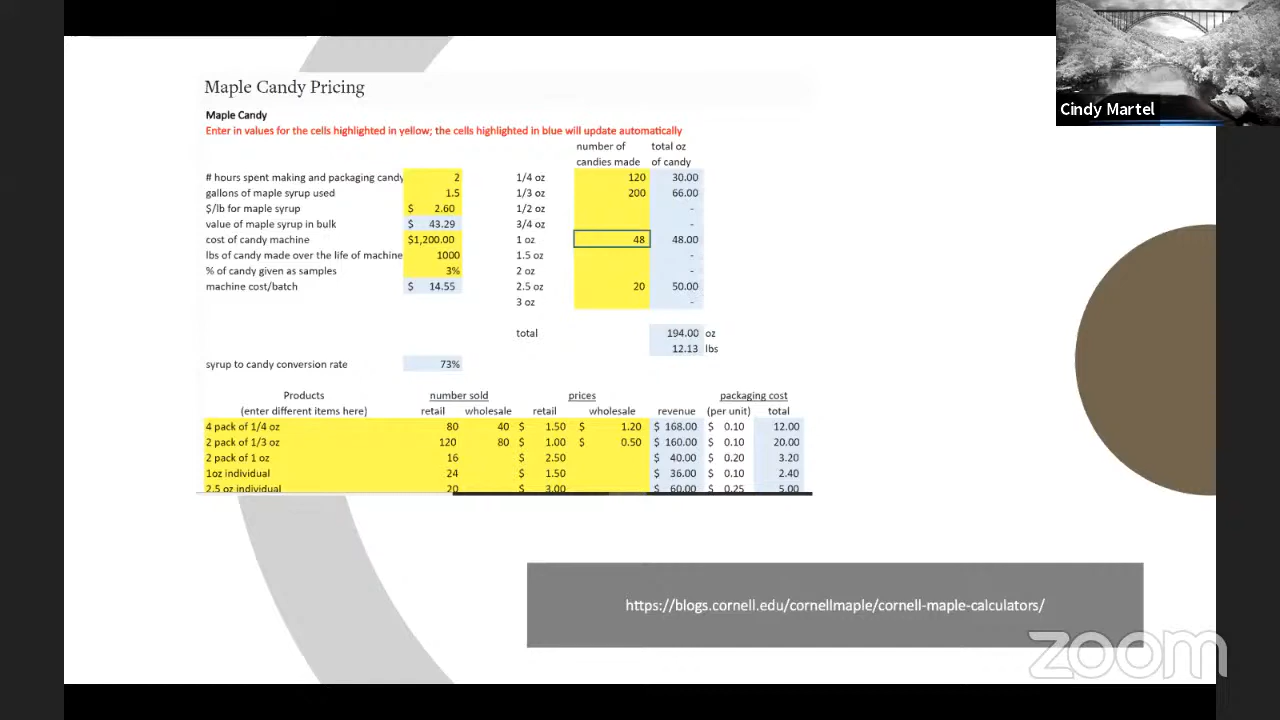 Maple Candy Pricing
Cindy Martel
Maple Candy
Enter in values for the cells highlighted in yellow; the cells highlighted in blue will update automatically
number of total oz
candies made of candy
# hours spent making and packaging candy 2 1/4 oz 120 30.00
gallons of maple syrup used 1.5 1/3 oz 200 66.00
$/lb for maple syrup $ 2.60 1/2 oz -
value of maple syrup in bulk $ 43.29 3/4 oz -
cost of candy machine $1,200.00 1 oz 48 48.00
lbs of candy made over the life of machine 1000 1.5 oz -
% of candy given as samples 3% 2 oz -
machine cost/batch $ 14.55 2.5 oz 20 50.00
3 oz -
total 194.00 oz
12.13 lbs
syrup to candy conversion rate 73%
Products number sold prices packaging cost
(enter different items here) retail wholesale retail wholesale revenue (per unit) total
4 pack of 1/4 oz 80 40 $ 1.50 $ 1.20 $ 168.00 $ 0.10 12.00
2 pack of 1/3 oz 120 80 $ 1.00 $ 0.50 $ 160.00 $ 0.10 20.00
2 pack of 1 oz 16 $ 2.50 $ 40.00 $ 0.20 3.20
1oz individual 24 $ 1.50 $ 36.00 $ 0.10 2.40
2.5 oz individual 20 $ 3.00 $ 60.00 $ 0.25 5.00
https://blogs.cornell.edu/cornellmaple/cornell-maple-calculators/
zoom